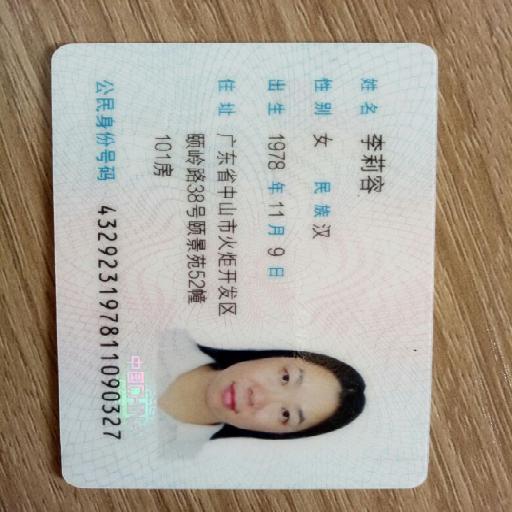 姓名 李莉容
性别 女 民族 汉
出生 1978 年 11 月 9 日
住址 广东省中山市火炬开发区
颐岭路38号颐景苑52幢
101房
公民身份号码 432923197811090327